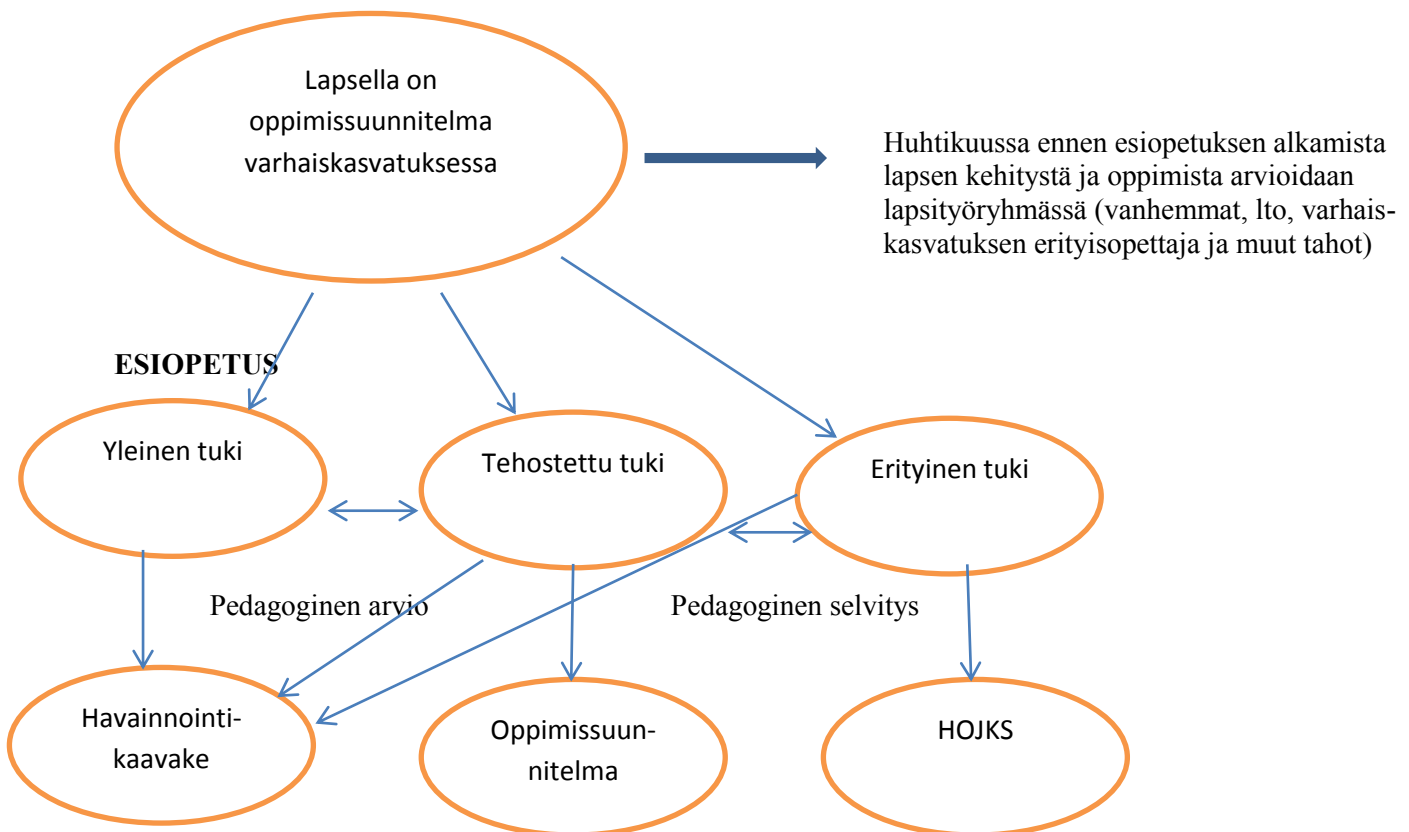 Lapsella on
oppimissuunnitelma
varhaiskasvatuksessa
Huhtikuussa ennen esiopetuksen alkamista
lapsen kehitystä ja oppimista arvioidaan
lapsityöryhmässä (vanhemmat, lto, varhais-
kasvatuksen erityisopettaja ja muut tahot)
ESIOPETUS
Yleinen tuki
Tehostettu tuki
Erityinen tuki
Pedagoginen arvio
Pedagoginen selvitys
Havainnointi-
kaavake
Oppimissuun-
nitelma
HOJKS